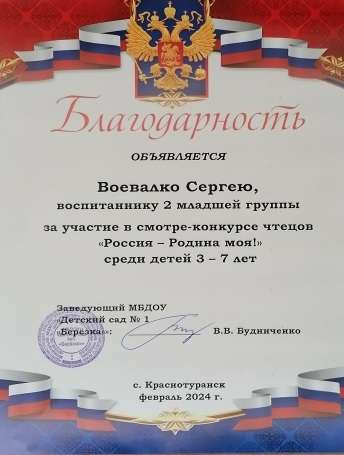 Благодарность
ОБЪЯВЛЯЕТСЯ
Воевалко Сергею,
воспитаннику 2 младшей группы
за участие в смотре-конкурсе чтецов
«Россия – Родина моя!»
среди детей 3 – 7 лет
Заведующий МБДОУ
«Детский сад № 1
«Березка»: В.В. Вудниченко
с. Краснотуранск
февраль 2024 г.